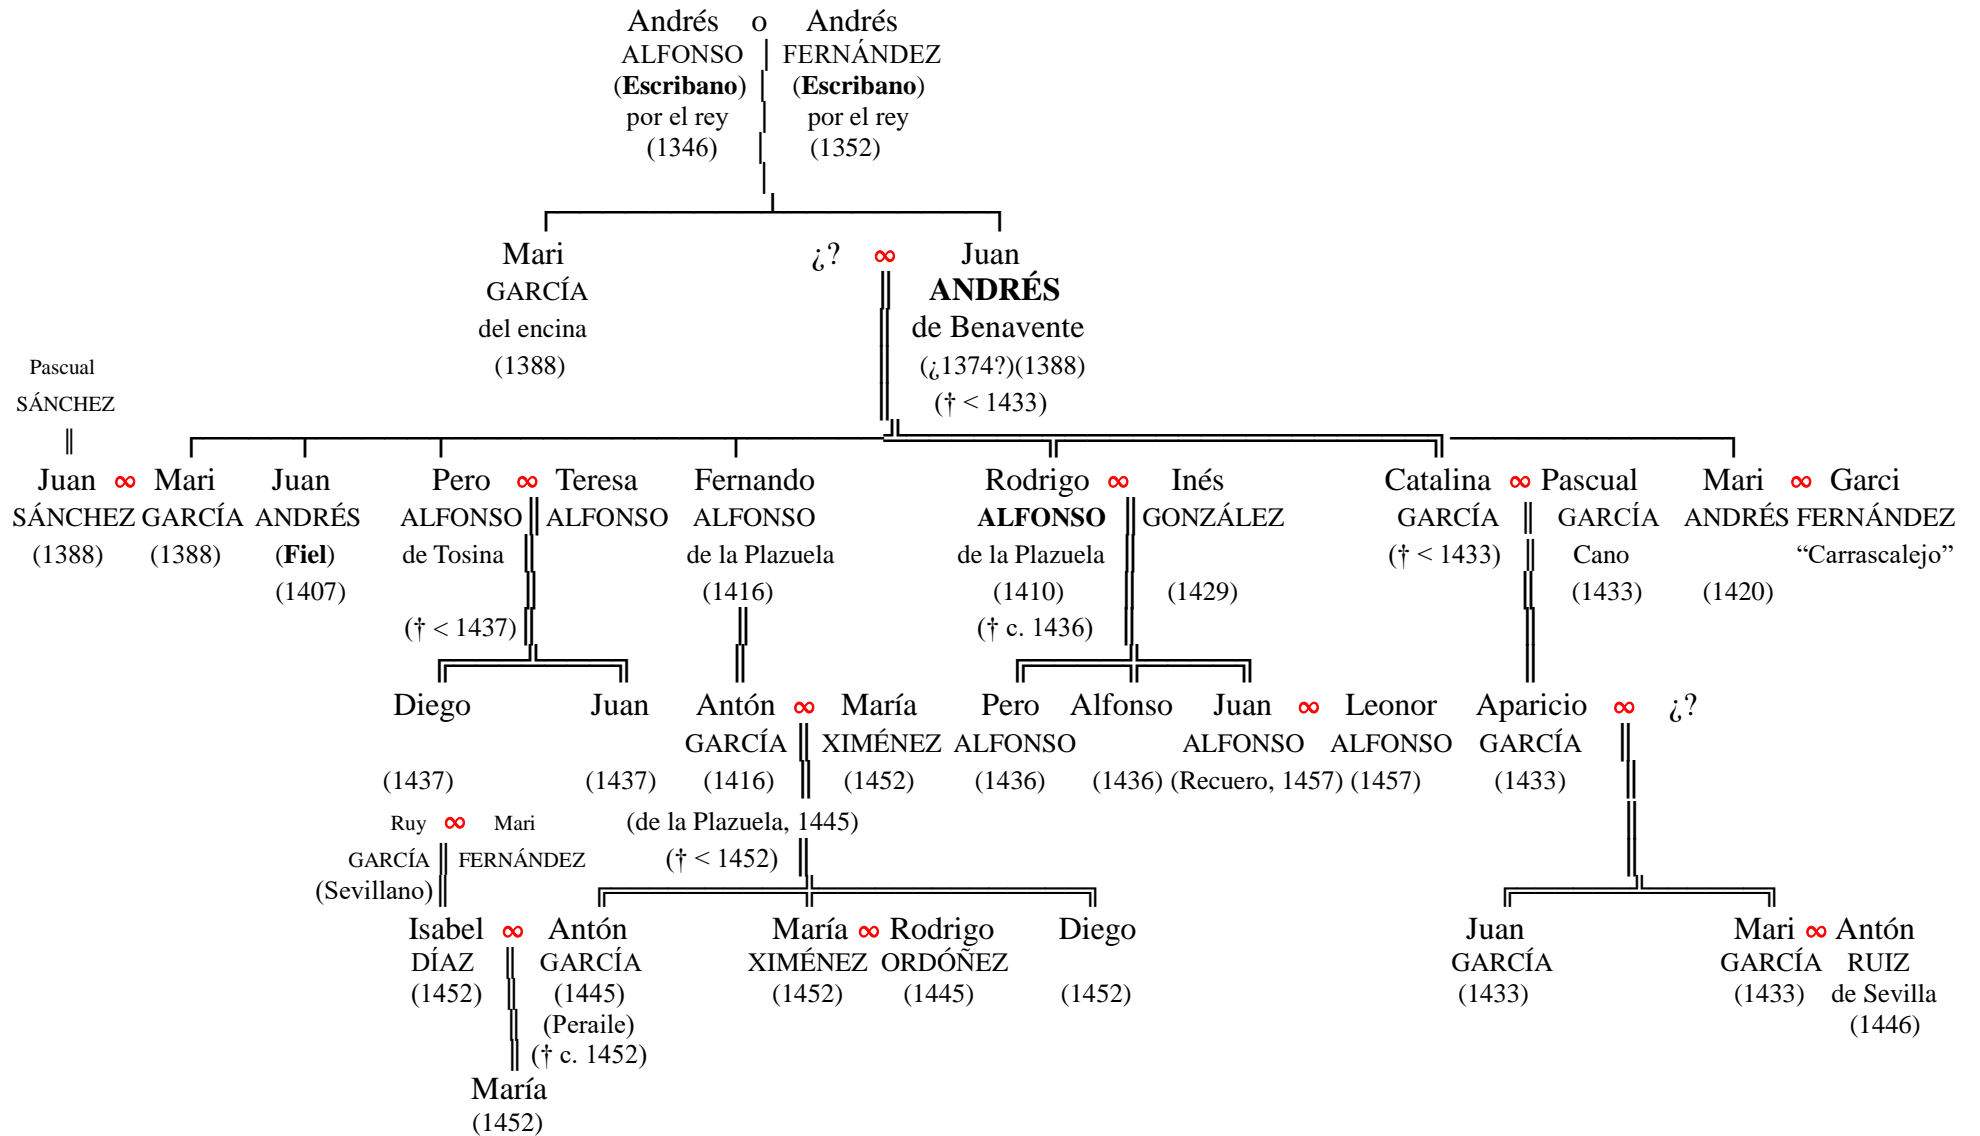 Andrés o Andrés
ALFONSO FERNÁNDEZ
(Escribano) (Escribano)
por el rey por el rey
(1346) (1352)
Mari ¿? ∞ Juan
GARCÍA ANDRÉS
del encina de Benavente
(1388) (¿1374?)(1388)
Pascual
SÁNCHEZ († < 1433)
Juan ∞ Mari Juan Pero ∞ Teresa Fernando Rodrigo ∞ Inés Catalina ∞ Pascual Mari ∞ Garci
SÁNCHEZ GARCÍA ANDRÉS ALFONSO ALFONSO ALFONSO ALFONSO GONZÁLEZ GARCÍA GARCÍA ANDRÉS FERNÁNDEZ
(1388) (1388) (Fiel) de Tosina de la Plazuela de la Plazuela († < 1433) Cano “Carrascalejo”
(1407) (1416) (1410) (1429) (1433) (1420)
(† < 1437) († c. 1436)
Diego Juan Antón ∞ María Pero Alfonso Juan ∞ Leonor Aparicio ∞ ¿?
GARCÍA XIMÉNEZ ALFONSO ALFONSO ALFONSO GARCÍA
(1437) (1437) (1416) (1452) (1436) (1436) (Recuero, 1457) (1457) (1433)
Ruy ∞ Mari (de la Plazuela, 1445)
GARCÍA FERNÁNDEZ († < 1452)
(Sevillano)
Isabel ∞ Antón María ∞ Rodrigo Diego Juan Mari ∞ Antón
DÍAZ GARCÍA XIMÉNEZ ORDÓÑEZ GARCÍA GARCÍA RUIZ
(1452) (1445) (1452) (1445) (1452) (1433) (1433) de Sevilla
(Peraile) (1446)
(† c. 1452)
María
(1452)